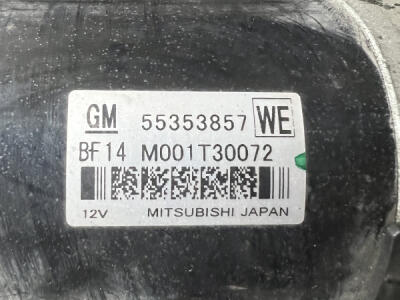 GM 55353857 WE
BF14 M001T30072
12V MITSUBISHI JAPAN